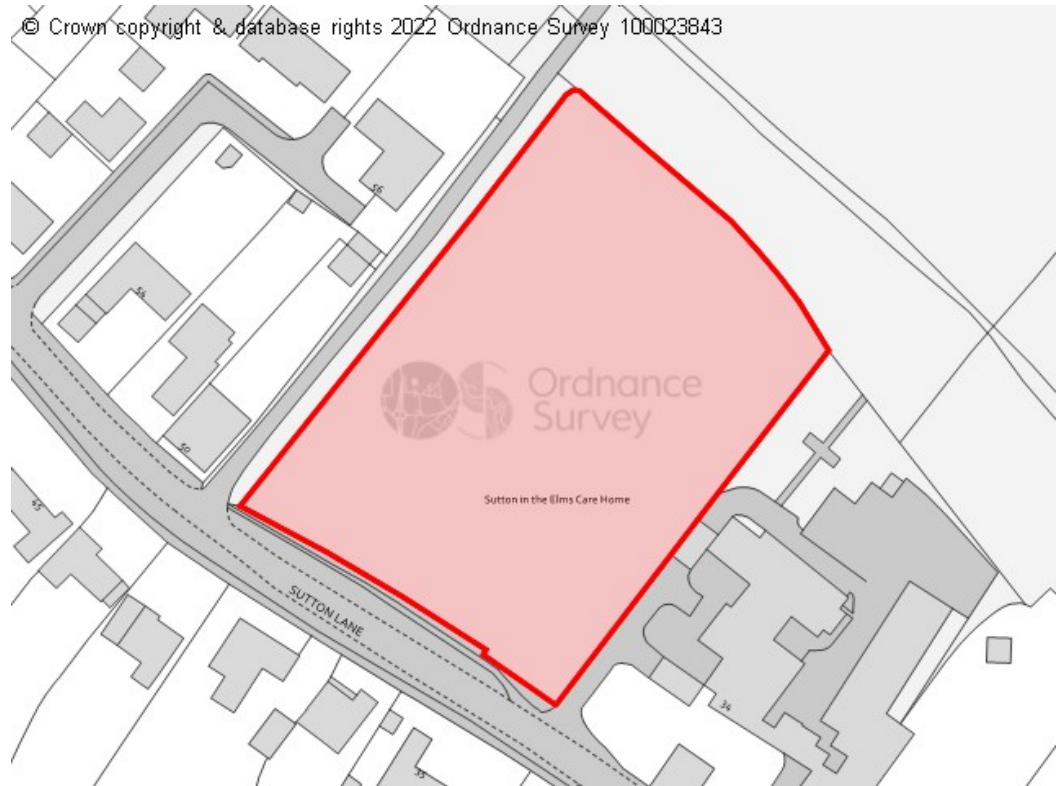 © Crown copyright & database rights 2022 Ordnance Survey 100023843
56
54
Ordnance
Survey
50
Sutton in the Elms Care Home
45
SUTTON LANE
34
35